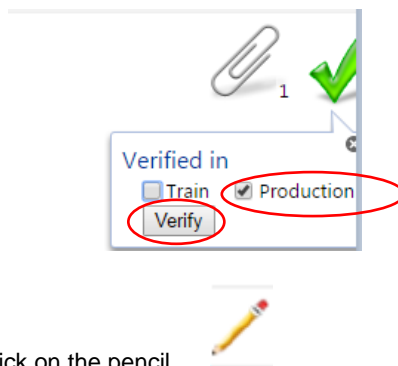 1
Verified in
Train Production
Verify
ick on the pencil